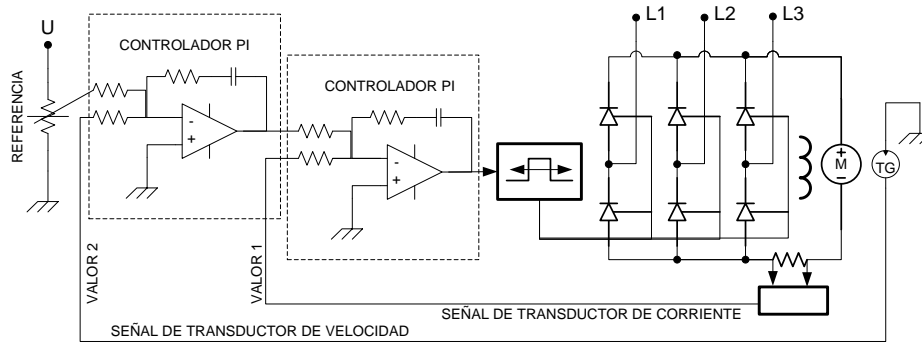 U
L1
L2
L3
CONTROLADOR PI
CONTROLADOR PI
REFERENCIA
-
+
-
+
+
M
-
TG
VALOR 2
VALOR 1
SEÑAL DE TRANSDUCTOR DE CORRIENTE
SEÑAL DE TRANSDUCTOR DE VELOCIDAD